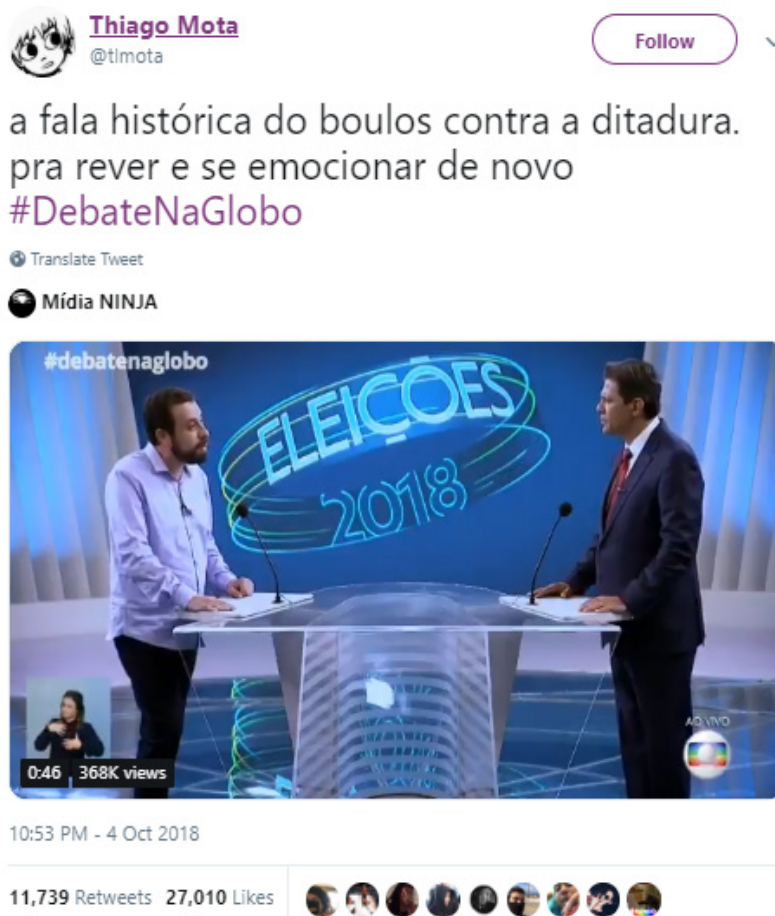 Thiago Mota
@tlmota
Follow
a fala histórica do boulos contra a ditadura.
pra rever e se emocionar de novo
#DebateNaGlobo
Translate Tweet
Mídia NINJA
#debatenaglobo
ELEIÇÕES
2018
AO VIVO
0:46 368K views
10:53 PM - 4 Oct 2018
11,739 Retweets 27,010 Likes